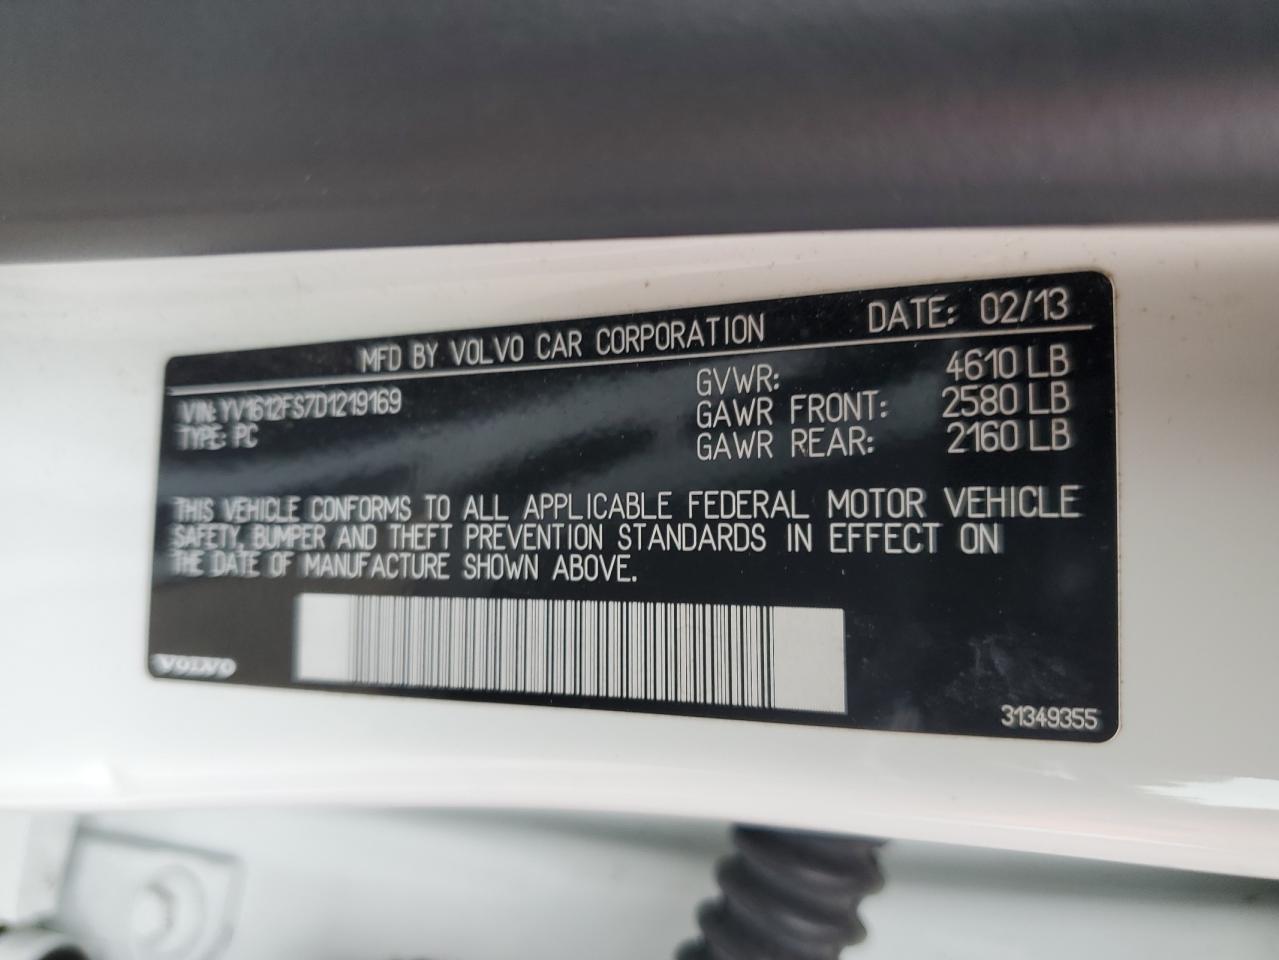 MFD BY VOLVO CAR CORPORATION DATE: 02/13
VIN: YV1612FS7D1219169
TYPE: PC
GVWR: 4610 LB
GAWR FRONT: 2580 LB
GAWR REAR: 2160 LB
THIS VEHICLE CONFORMS TO ALL APPLICABLE FEDERAL MOTOR VEHICLE
SAFETY, BUMPER AND THEFT PREVENTION STANDARDS IN EFFECT ON
THE DATE OF MANUFACTURE SHOWN ABOVE.
VOLVO
31349355